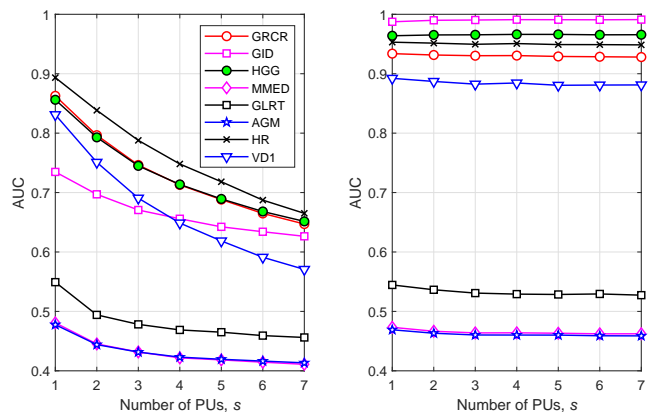 1
0.9
0.8
0.7
0.6
0.5
0.4
AUC
1 2 3 4 5 6 7
Number of PUs, s
GRCR
GID
HGG
MMED
GLRT
AGM
HR
VD1
1
0.9
0.8
0.7
0.6
0.5
0.4
AUC
1 2 3 4 5 6 7
Number of PUs, s